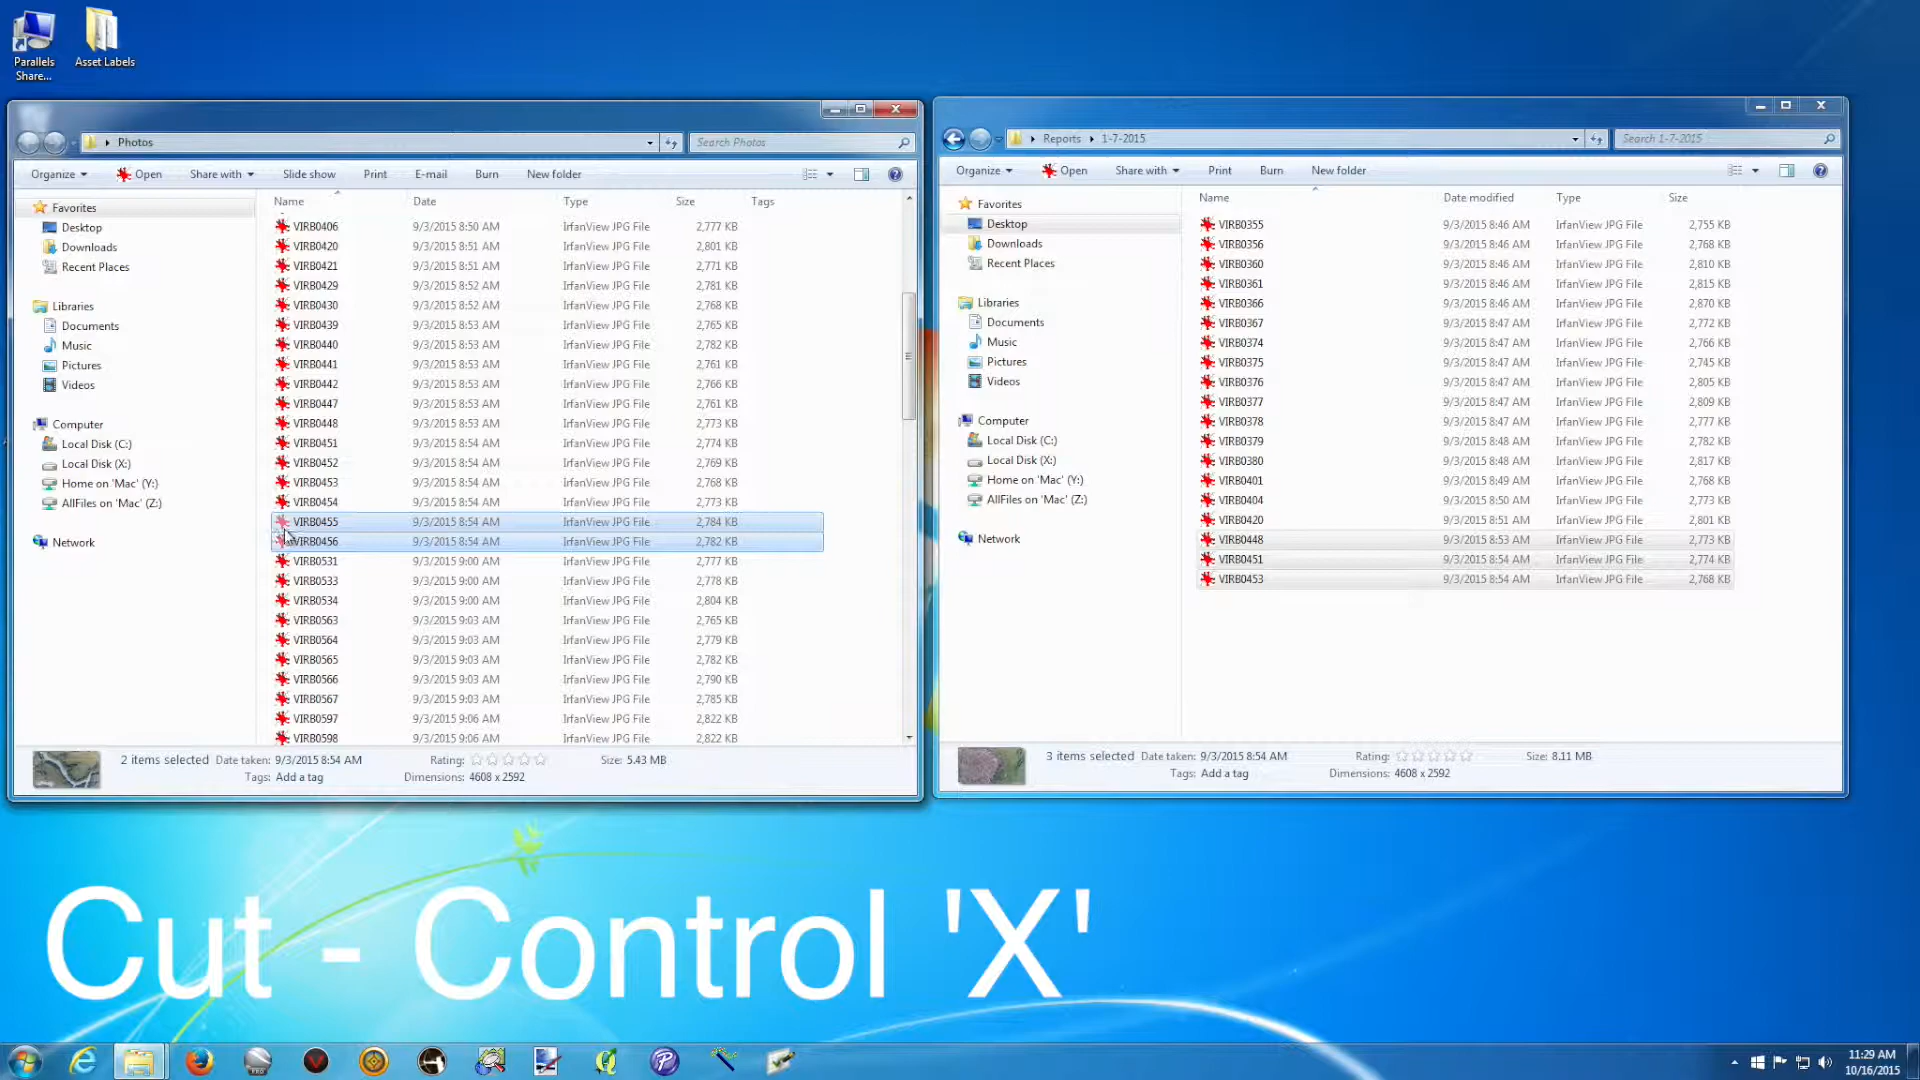 Parallels
Share...
Asset Labels
Photos
Search Photos
Organize Open Share with Slide show Print E-mail Burn New folder
Favorites
Desktop
Downloads
Recent Places
Libraries
Documents
Music
Pictures
Videos
Computer
Local Disk (C:)
Local Disk (X:)
Home on 'Mac' (Y:)
AllFiles on 'Mac' (Z:)
Network
Name Date Type Size Tags
VIRB0406 9/3/2015 8:50 AM IrfanView JPG File 2,777 KB
VIRB0420 9/3/2015 8:51 AM IrfanView JPG File 2,801 KB
VIRB0421 9/3/2015 8:51 AM IrfanView JPG File 2,771 KB
VIRB0429 9/3/2015 8:52 AM IrfanView JPG File 2,781 KB
VIRB0430 9/3/2015 8:52 AM IrfanView JPG File 2,768 KB
VIRB0439 9/3/2015 8:53 AM IrfanView JPG File 2,765 KB
VIRB0440 9/3/2015 8:53 AM IrfanView JPG File 2,782 KB
VIRB0441 9/3/2015 8:53 AM IrfanView JPG File 2,761 KB
VIRB0442 9/3/2015 8:53 AM IrfanView JPG File 2,766 KB
VIRB0447 9/3/2015 8:53 AM IrfanView JPG File 2,761 KB
VIRB0448 9/3/2015 8:53 AM IrfanView JPG File 2,773 KB
VIRB0451 9/3/2015 8:54 AM IrfanView JPG File 2,774 KB
VIRB0452 9/3/2015 8:54 AM IrfanView JPG File 2,769 KB
VIRB0453 9/3/2015 8:54 AM IrfanView JPG File 2,768 KB
VIRB0454 9/3/2015 8:54 AM IrfanView JPG File 2,773 KB
VIRB0455 9/3/2015 8:54 AM IrfanView JPG File 2,784 KB
VIRB0456 9/3/2015 8:54 AM IrfanView JPG File 2,782 KB
VIRB0531 9/3/2015 9:00 AM IrfanView JPG File 2,777 KB
VIRB0533 9/3/2015 9:00 AM IrfanView JPG File 2,778 KB
VIRB0534 9/3/2015 9:00 AM IrfanView JPG File 2,804 KB
VIRB0563 9/3/2015 9:03 AM IrfanView JPG File 2,765 KB
VIRB0564 9/3/2015 9:03 AM IrfanView JPG File 2,779 KB
VIRB0565 9/3/2015 9:03 AM IrfanView JPG File 2,782 KB
VIRB0566 9/3/2015 9:03 AM IrfanView JPG File 2,790 KB
VIRB0567 9/3/2015 9:03 AM IrfanView JPG File 2,785 KB
VIRB0597 9/3/2015 9:06 AM IrfanView JPG File 2,822 KB
VIRB0598 9/3/2015 9:06 AM IrfanView JPG File 2,822 KB
2 items selected Date taken: 9/3/2015 8:54 AM Rating: Size: 5.43 MB
Tags: Add a tag Dimensions: 4608 x 2592
Reports 1-7-2015
Search 1-7-2015
Organize Open Share with Print Burn New folder
Favorites
Desktop
Downloads
Recent Places
Libraries
Documents
Music
Pictures
Videos
Computer
Local Disk (C:)
Local Disk (X:)
Home on 'Mac' (Y:)
AllFiles on 'Mac' (Z:)
Network
Name Date modified Type Size
VIRB0355 9/3/2015 8:46 AM IrfanView JPG File 2,755 KB
VIRB0356 9/3/2015 8:46 AM IrfanView JPG File 2,768 KB
VIRB0360 9/3/2015 8:46 AM IrfanView JPG File 2,810 KB
VIRB0361 9/3/2015 8:46 AM IrfanView JPG File 2,815 KB
VIRB0366 9/3/2015 8:46 AM IrfanView JPG File 2,870 KB
VIRB0367 9/3/2015 8:47 AM IrfanView JPG File 2,772 KB
VIRB0374 9/3/2015 8:47 AM IrfanView JPG File 2,766 KB
VIRB0375 9/3/2015 8:47 AM IrfanView JPG File 2,745 KB
VIRB0376 9/3/2015 8:47 AM IrfanView JPG File 2,805 KB
VIRB0377 9/3/2015 8:47 AM IrfanView JPG File 2,809 KB
VIRB0378 9/3/2015 8:47 AM IrfanView JPG File 2,777 KB
VIRB0379 9/3/2015 8:48 AM IrfanView JPG File 2,782 KB
VIRB0380 9/3/2015 8:48 AM IrfanView JPG File 2,817 KB
VIRB0401 9/3/2015 8:49 AM IrfanView JPG File 2,768 KB
VIRB0404 9/3/2015 8:50 AM IrfanView JPG File 2,773 KB
VIRB0420 9/3/2015 8:51 AM IrfanView JPG File 2,801 KB
VIRB0448 9/3/2015 8:53 AM IrfanView JPG File 2,773 KB
VIRB0451 9/3/2015 8:54 AM IrfanView JPG File 2,774 KB
VIRB0453 9/3/2015 8:54 AM IrfanView JPG File 2,768 KB
3 items selected Date taken: 9/3/2015 8:54 AM Rating: Size: 8.11 MB
Tags: Add a tag Dimensions: 4608 x 2592
Cut - Control 'X'
11:29 AM
10/16/2015